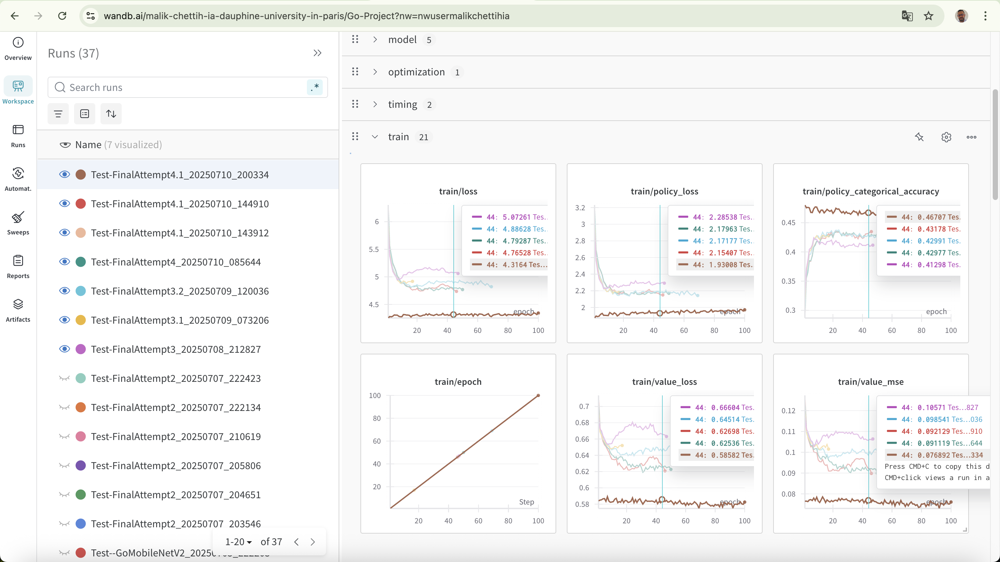 wandb.ai/malik-chettih-ia-dauphine-university-in-paris/Go-Project?nw=nwusermalikchettihia
Overview
Workspace
Runs
Automat.
Sweeps
Reports
Artifacts
Runs (37)
Search runs
.*
Name (7 visualized)
Test-FinalAttempt4.1_20250710_200334
Test-FinalAttempt4.1_20250710_144910
Test-FinalAttempt4.1_20250710_143912
Test-FinalAttempt4_20250710_085644
Test-FinalAttempt3.2_20250709_120036
Test-FinalAttempt3.1_20250709_073206
Test-FinalAttempt3_20250708_212827
Test-FinalAttempt2_20250707_222423
Test-FinalAttempt2_20250707_222134
Test-FinalAttempt2_20250707_210619
Test-FinalAttempt2_20250707_205806
Test-FinalAttempt2_20250707_204651
Test-FinalAttempt2_20250707_203546
1-20 of 37
model 5
optimization 1
timing 2
train 21
train/loss
6
5.5
5
4.5
44: 5.07261 Tes..
44: 4.88628 Tes..
44: 4.79287 Tes..
44: 4.76528 Tes..
44: 4.3164 Tes...
epoch
20 40 60 80 100
train/policy_loss
3.2
3
2.8
2.6
2.4
2.2
2
44: 2.28538 Tes..
44: 2.17963 Tes..
44: 2.17177 Tes..
44: 2.15407 Tes..
44: 1.93008 Tes.
epoch
20 40 60 80 100
train/policy_categorical_accuracy
0.45
0.4
0.35
0.3
44: 0.46707 Tes.
44: 0.43178 Tes.
44: 0.42991 Tes.
44: 0.42977 Tes.
44: 0.41298 Tes.
epoch
20 40 60 80 100
train/epoch
100
80
60
40
20
Step
20 40 60 80 100
train/value_loss
0.7
0.68
0.66
0.64
0.62
0.6
0.58
44: 0.66604 Tes.
44: 0.64514 Tes.
44: 0.62698 Tes.
44: 0.62536 Tes.
44: 0.58582 Tes.
epoch
20 40 60 80 100
train/value_mse
0.12
0.11
0.1
0.09
0.08
44: 0.10571 Tes...827
44: 0.098541 Tes...036
44: 0.092129 Tes...910
44: 0.091119 Tes...644
44: 0.076892 Tes...334
Press CMD+C to copy this d
CMD+click views a run in a
epoch
20 40 60 80 100